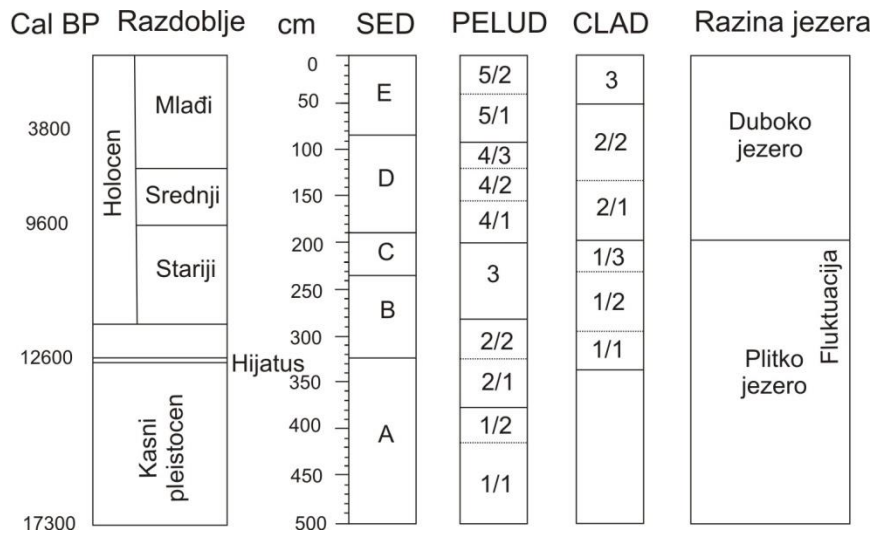 Cal BP Razdoblje cm SED PELUD CLAD Razina jezera
0
50
100
150
200
250
300
350
400
450
500
3800
9600
12600
17300
Holocen
Mlađi
Srednji
Stariji
Hijatus
Kasni
pleistocen
E
D
C
B
A
5/2
5/1
4/3
4/2
4/1
3
2/2
2/1
1/2
1/1
3
2/2
2/1
1/3
1/2
1/1
Duboko
jezero
Fluktuacija
Plitko
jezero